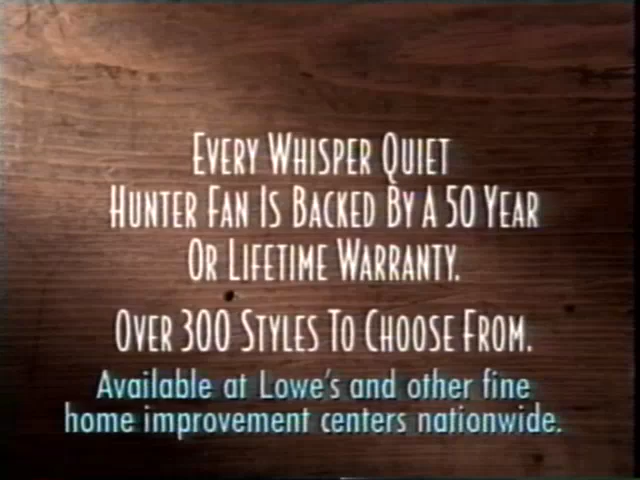 Every Whisper Quiet
Hunter Fan Is Backed By A 50 Year
Or Lifetime Warranty.
Over 300 Styles To Choose From.
Available at Lowe's and other fine
home improvement centers nationwide.